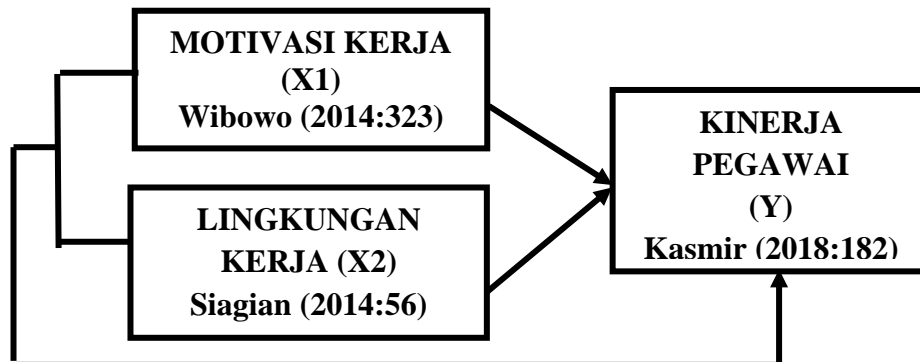 MOTIVASI KERJA
(X1)
Wibowo (2014:323)
LINGKUNGAN
KERJA (X2)
Siagian (2014:56)
KINERJA
PEGAWAI
(Y)
Kasmir (2018:182)